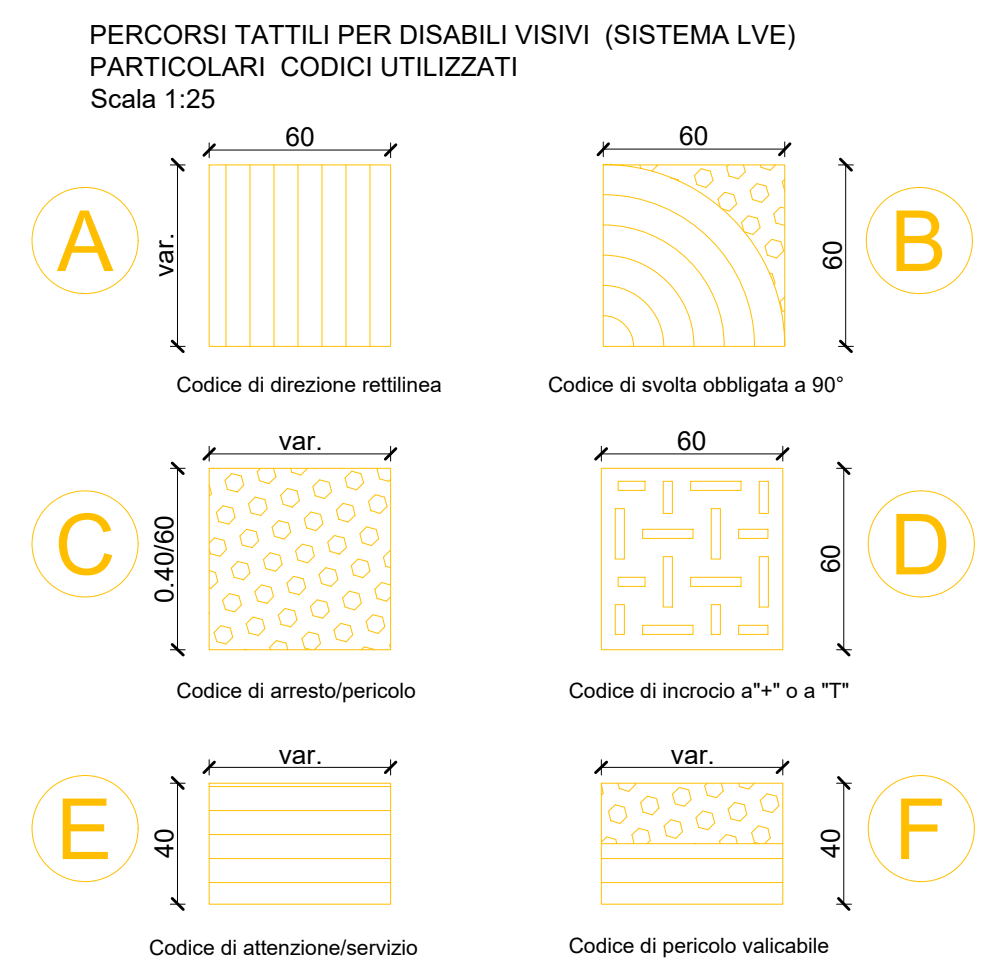 PERCORSI TATTILI PER DISABILI VISIVI (SISTEMA LVE)
PARTICOLARI CODICI UTILIZZATI
Scala 1:25
60
A
var.
Codice di direzione rettilinea
60
60
B
Codice di svolta obbligata a 90°
var.
C
0.40/60
Codice di arresto/pericolo
60
60
D
Codice di incrocio a"+" o a "T"
var.
E
40
Codice di attenzione/servizio
var.
40
F
Codice di pericolo valicabile